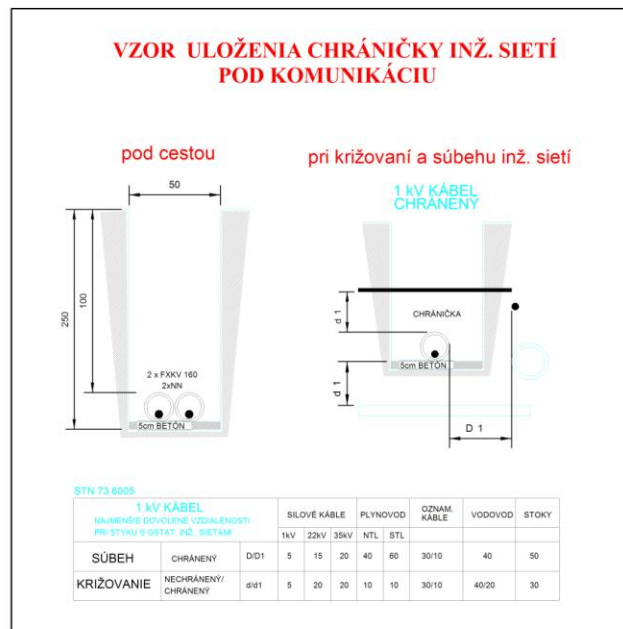 VZOR ULOŽENIA CHRÁNIČKY INŽ. SIETÍ
POD KOMUNIKÁCIU
pod cestou
pri križovaní a súbehu inž. sietí
50
250
100
2 x FXKV 160
2xNN
5cm BETÓN
1 kV KÁBEL
CHRÁNENÝ
d 1
CHRÁNIČKA
5cm BETÓN
d 1
D 1
STN 73 6005
1 kV KÁBEL
NAJMENŠIE DOVOLENÉ VZDIALENOSTI
PRI STYKU S OSTAT. INŽ. SIETAMI
SILOVÉ KÁBLE PLYNOVOD OZNAM. KÁBLE VODOVOD STOKY
1kV 22kV 35kV NTL STL
SÚBEH CHRÁNENÝ D/D1 5 15 20 40 60 30/10 40 50
KRIŽOVANIE NECHRÁNENÝ/ CHRÁNENÝ d/d1 5 20 20 10 10 30/10 40/20 30